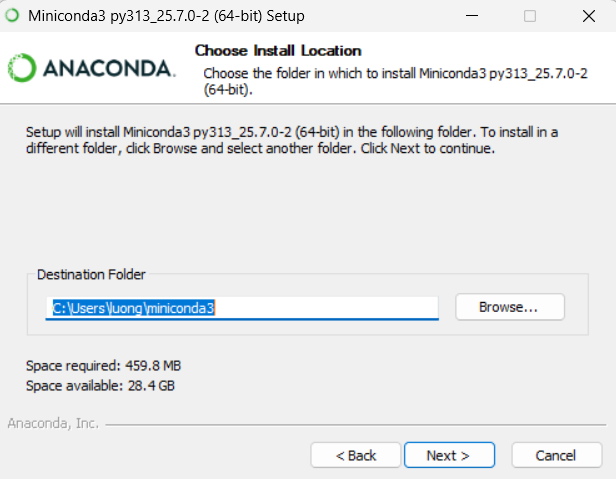 Miniconda3 py313_25.7.0-2 (64-bit) Setup
ANACONDA.
Choose Install Location
Choose the folder in which to install Miniconda3 py313_25.7.0-2
(64-bit).
Setup will install Miniconda3 py313_25.7.0-2 (64-bit) in the following folder. To install in a
different folder, click Browse and select another folder. Click Next to continue.
Destination Folder
C:\Users\luong\miniconda3
Browse...
Space required: 459.8 MB
Space available: 28.4 GB
Anaconda, Inc.
< Back
Next >
Cancel